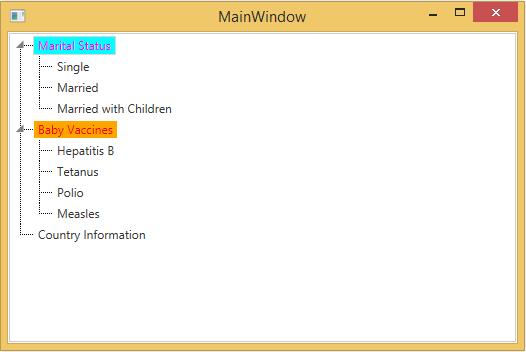 MainWindow
Marital Status
Single
Married
Married with Children
Baby Vaccines
Hepatitis B
Tetanus
Polio
Measles
Country Information